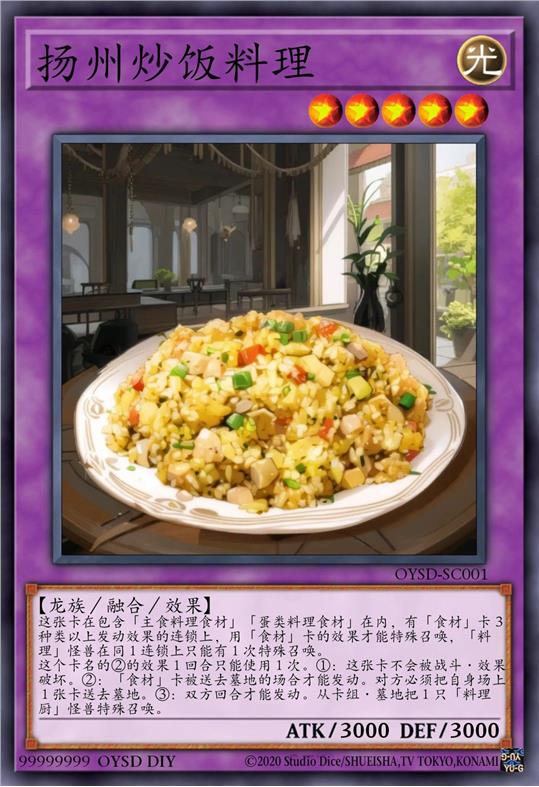 扬州炒饭料理
光
OYSD-SC001
【龙族／融合／效果】
这张卡在包含「主食料理食材」「蛋类料理食材」在内，有「食材」卡３
种类以上发动效果的连锁上，用「食材」卡的效果才能特殊召唤，「料
理」怪兽在同１连锁上只能有１次特殊召唤。
这个卡名的②的效果１回合只能使用１次。①：这张卡不会被战斗·效果
破坏。②：「食材」卡被送去墓地的场合才能发动。对方必须把自身场上
１张卡送去墓地。③：双方回合才能发动。从卡组·墓地把１只「料理
厨」怪兽特殊召唤。
ATK/3000 DEF/3000
99999999 OYSD DIY ©2020 Studio Dice/SHUEISHA,TV TOKYO,KONAMI
YU-G